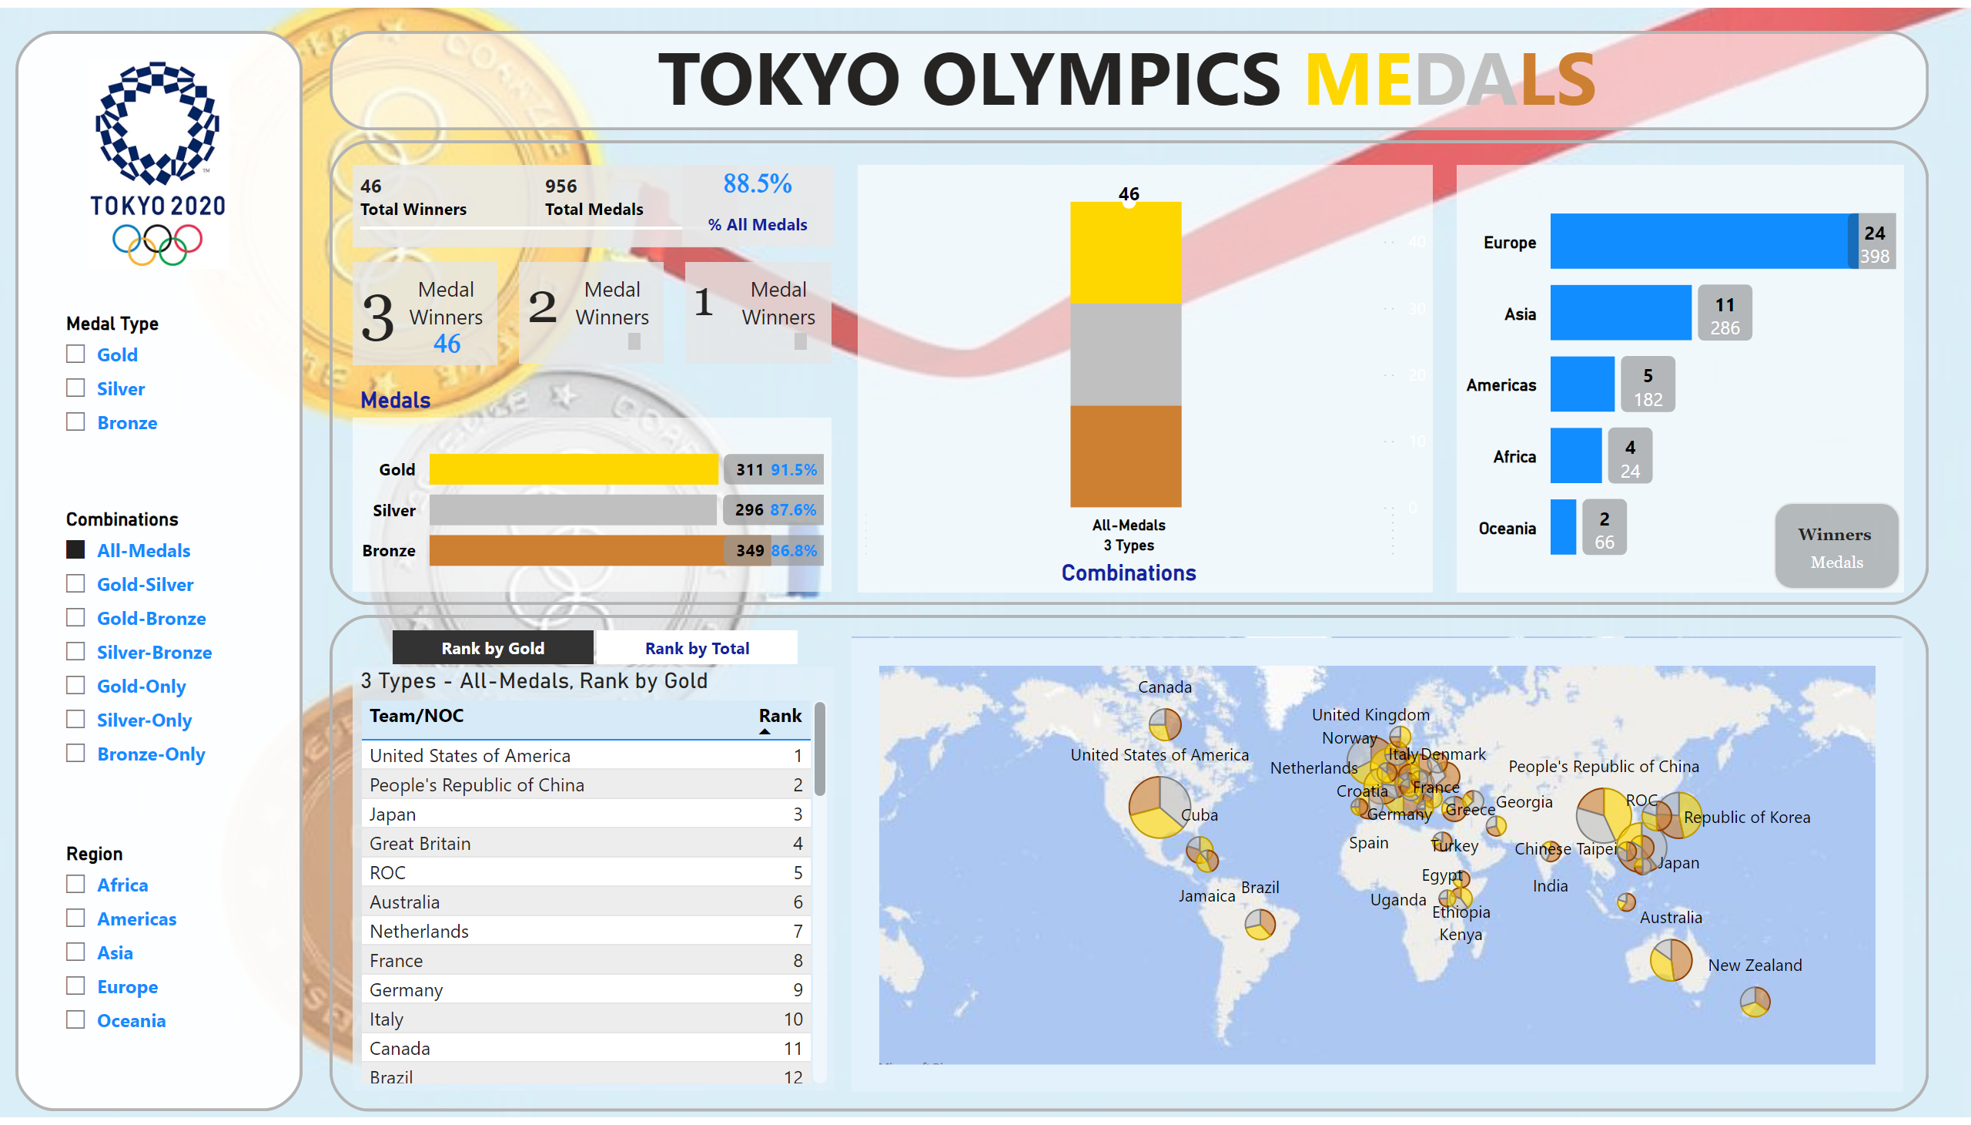 TOKYO 2020
TOKYO OLYMPICS MEDALS
Medal Type
Gold
Silver
Bronze
Combinations
All-Medals
Gold-Silver
Gold-Bronze
Silver-Bronze
Gold-Only
Silver-Only
Bronze-Only
Region
Africa
Americas
Asia
Europe
Oceania
46
Total Winners
956
Total Medals
88.5%
% All Medals
3 Medal Winners
46
2 Medal Winners
1 Medal Winners
Medals
Gold 311 91.5%
Silver 296 87.6%
Bronze 349 86.8%
46
40
30
20
10
0
All-Medals
3 Types
Combinations
Europe 24
398
Asia 11
286
Americas 5
182
Africa 4
24
Oceania 2
66
Winners
Medals
Rank by Gold Rank by Total
3 Types - All-Medals, Rank by Gold
Team/NOC Rank
United States of America 1
People's Republic of China 2
Japan 3
Great Britain 4
ROC 5
Australia 6
Netherlands 7
France 8
Germany 9
Italy 10
Canada 11
Brazil 12
Canada
United Kingdom
Norway
United States of America
Italy Denmark
Netherlands
People's Republic of China
Croatia
France
Cuba
Germany
Greece
Georgia
ROC
Republic of Korea
Spain
Turkey
Chinese Taipei
Japan
Egypt
India
Jamaica
Brazil
Uganda
Ethiopia
Kenya
Australia
New Zealand